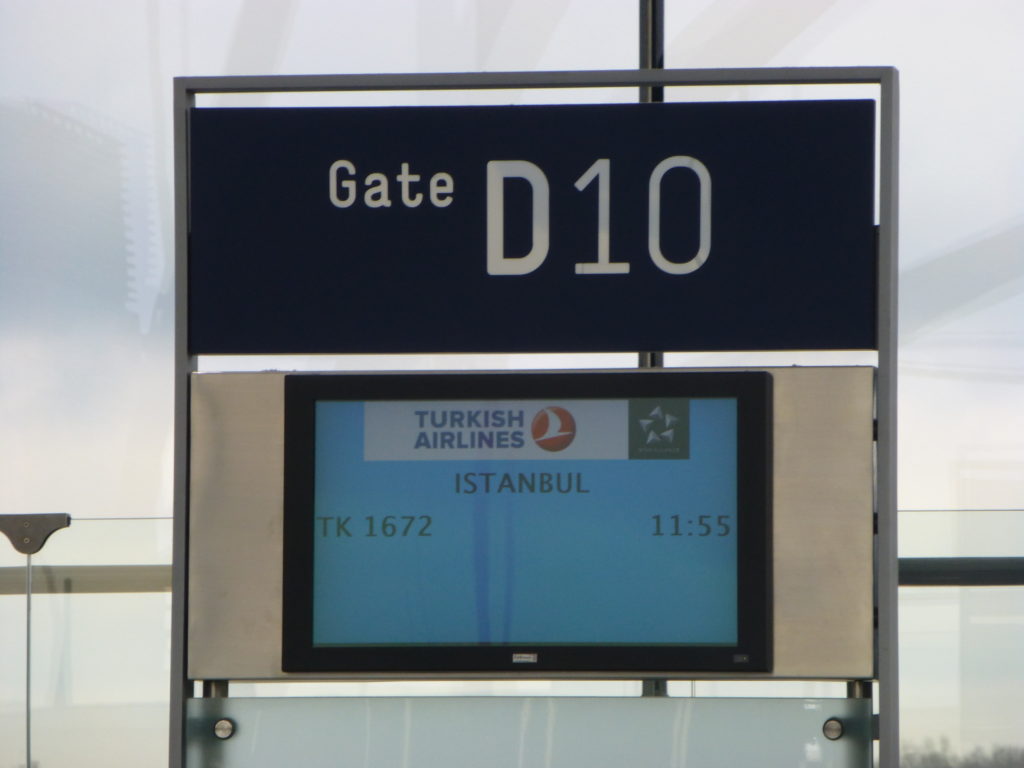 Gate D10
TURKISH
AIRLINES
ISTANBUL
TK 1672 11:55